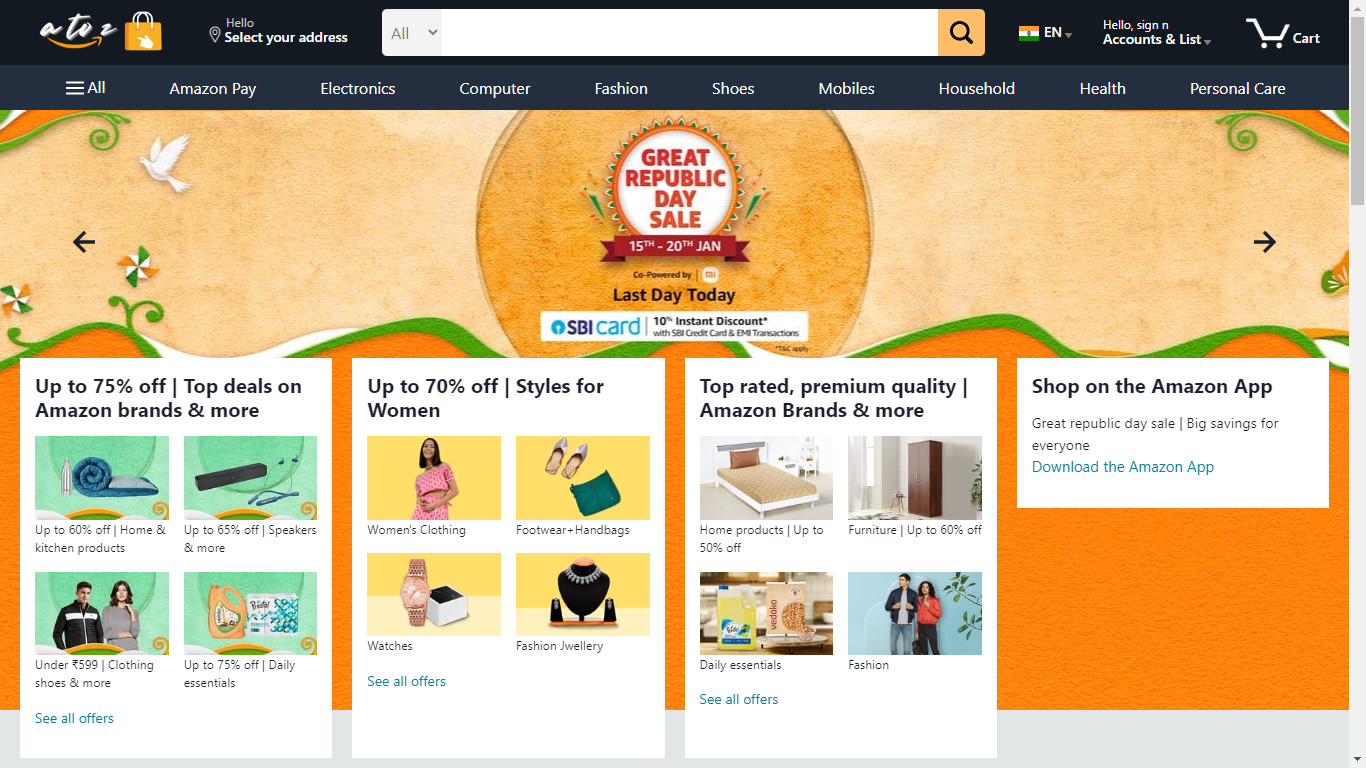 a to z
Hello
Select your address
All
EN
Hello, sign n
Accounts & List
Cart
All
Amazon Pay
Electronics
Computer
Fashion
Shoes
Mobiles
Household
Health
Personal Care
GREAT
REPUBLIC
DAY
SALE
15TH - 20TH JAN
Co-Powered by | mi
Last Day Today
SBI card | 10% Instant Discount*
with SBI Credit Card & EMI Transactions
*T&C apply
Up to 75% off | Top deals on
Amazon brands & more
Up to 60% off | Home &
kitchen products
Up to 65% off | Speakers
& more
Under ₹599 | Clothing
shoes & more
Up to 75% off | Daily
essentials
See all offers
Up to 70% off | Styles for
Women
Women's Clothing
Footwear+Handbags
Watches
Fashion Jwellery
See all offers
Top rated, premium quality |
Amazon Brands & more
Home products | Up to
50% off
Furniture | Up to 60% off
vedaka
Daily essentials
Fashion
See all offers
Shop on the Amazon App
Great republic day sale | Big savings for
everyone
Download the Amazon App